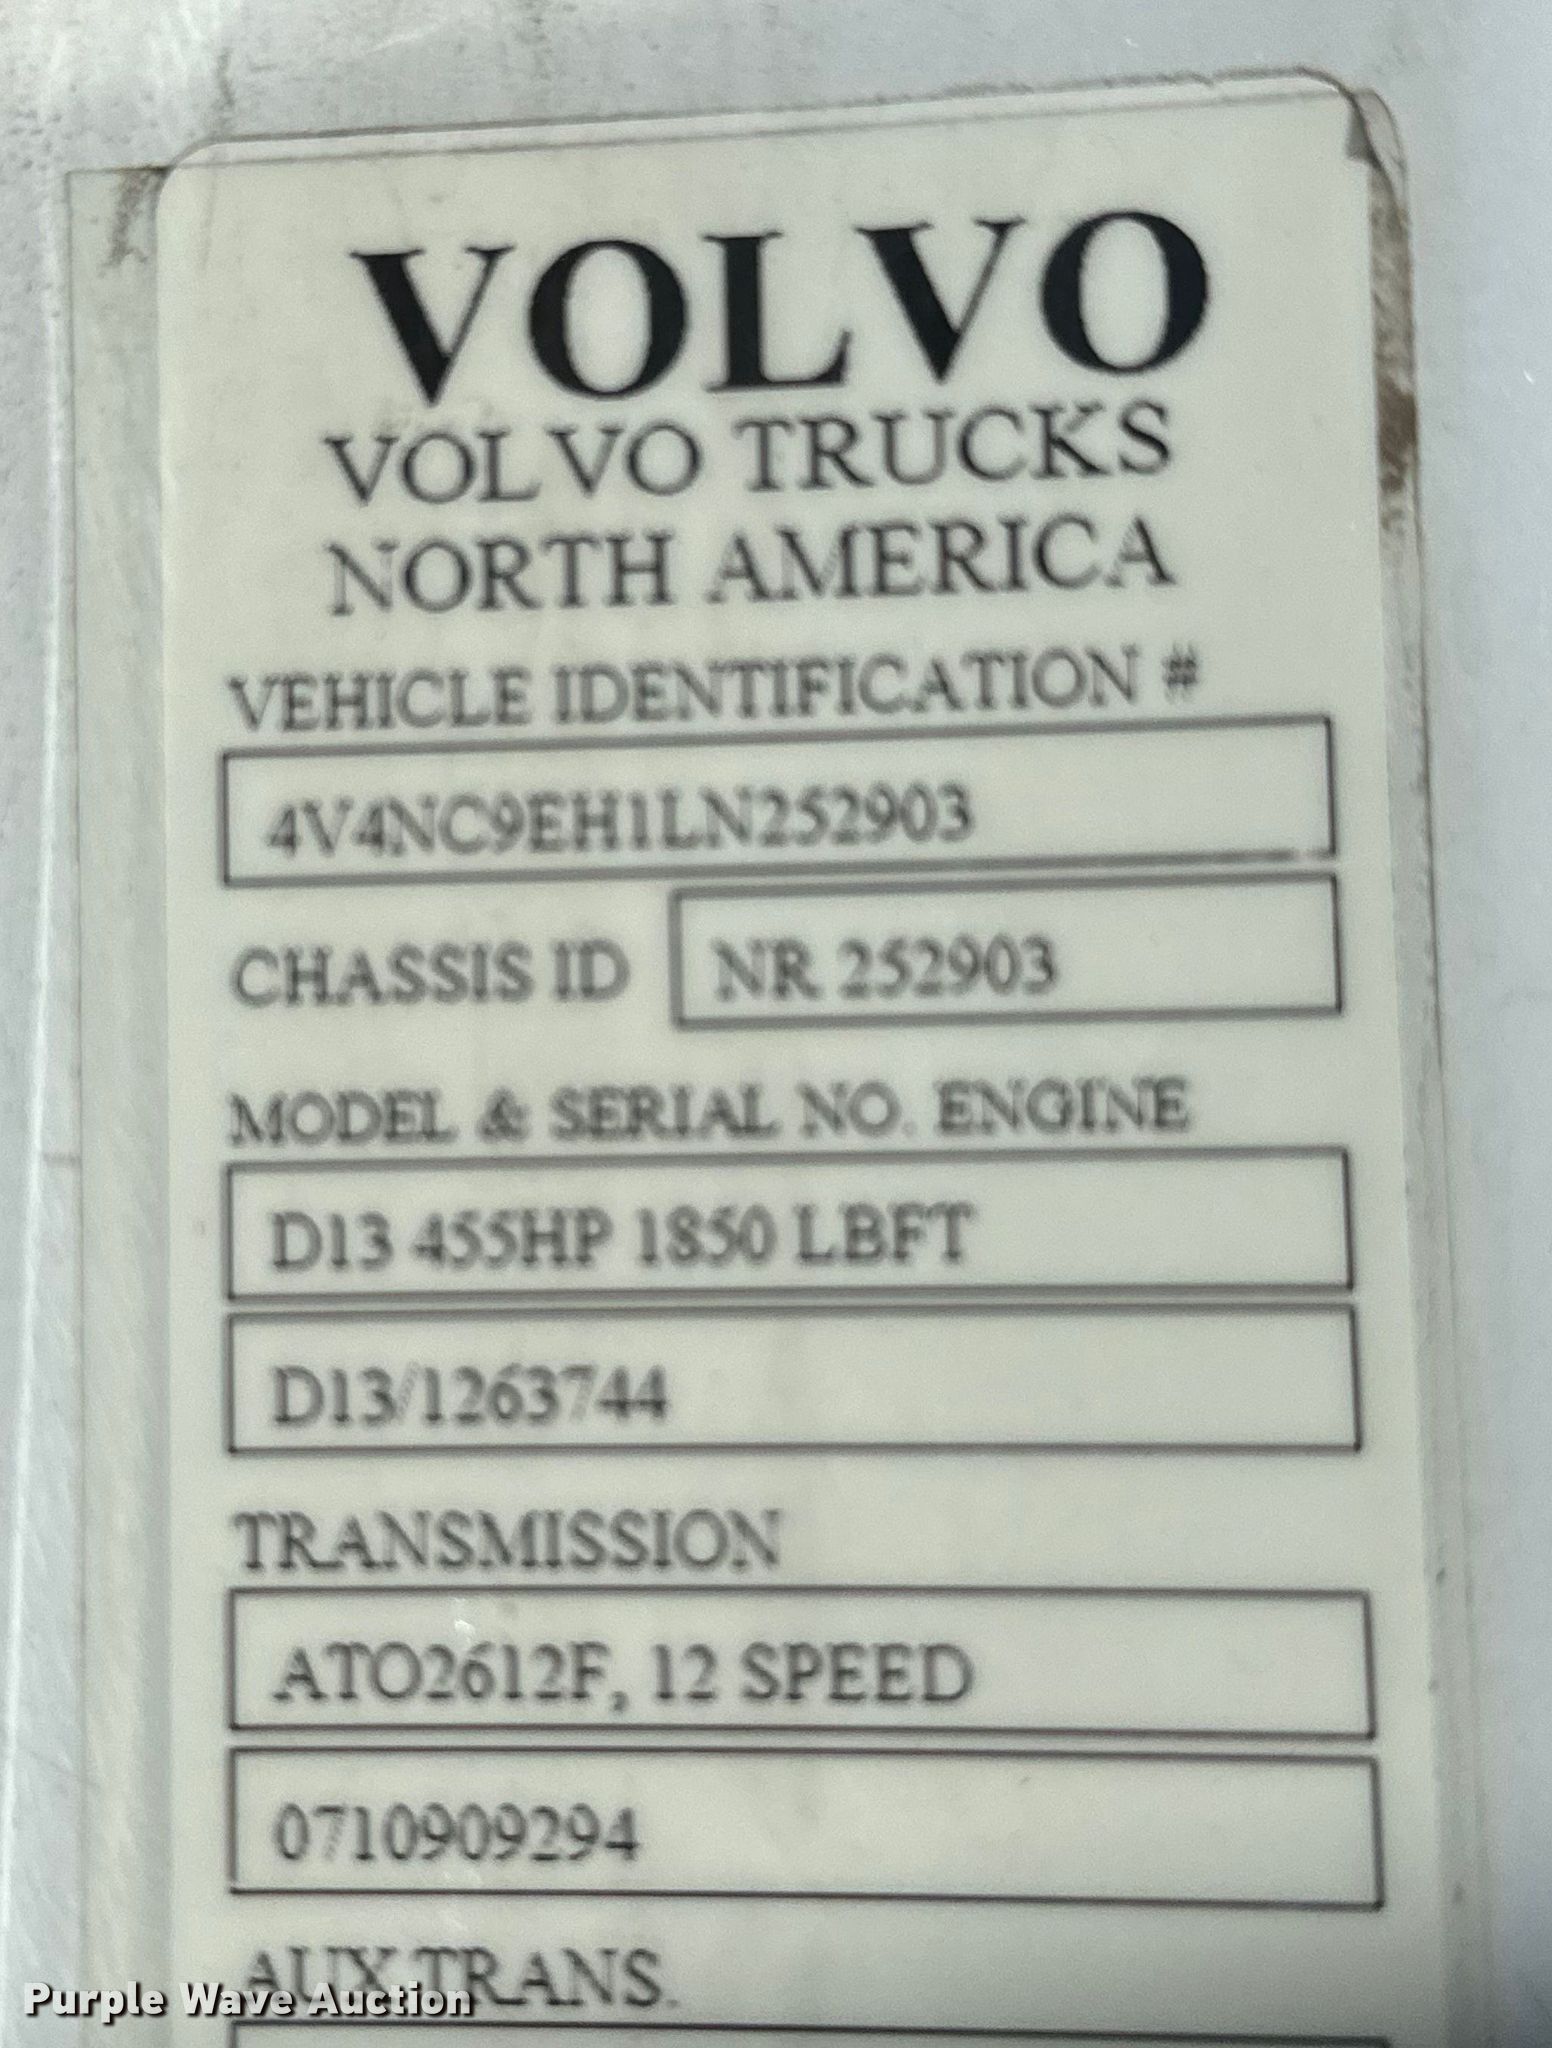 VOLVO
VOLVO TRUCKS
NORTH AMERICA
VEHICLE IDENTIFICATION #
4V4NC9EH1LN252903
CHASSIS ID NR 252903
MODEL & SERIAL NO. ENGINE
D13 455HP 1850 LBFT
D13/1263744
TRANSMISSION
ATO2612F, 12 SPEED
0710909294
AUX.TRANS.
Purple Wave Auction